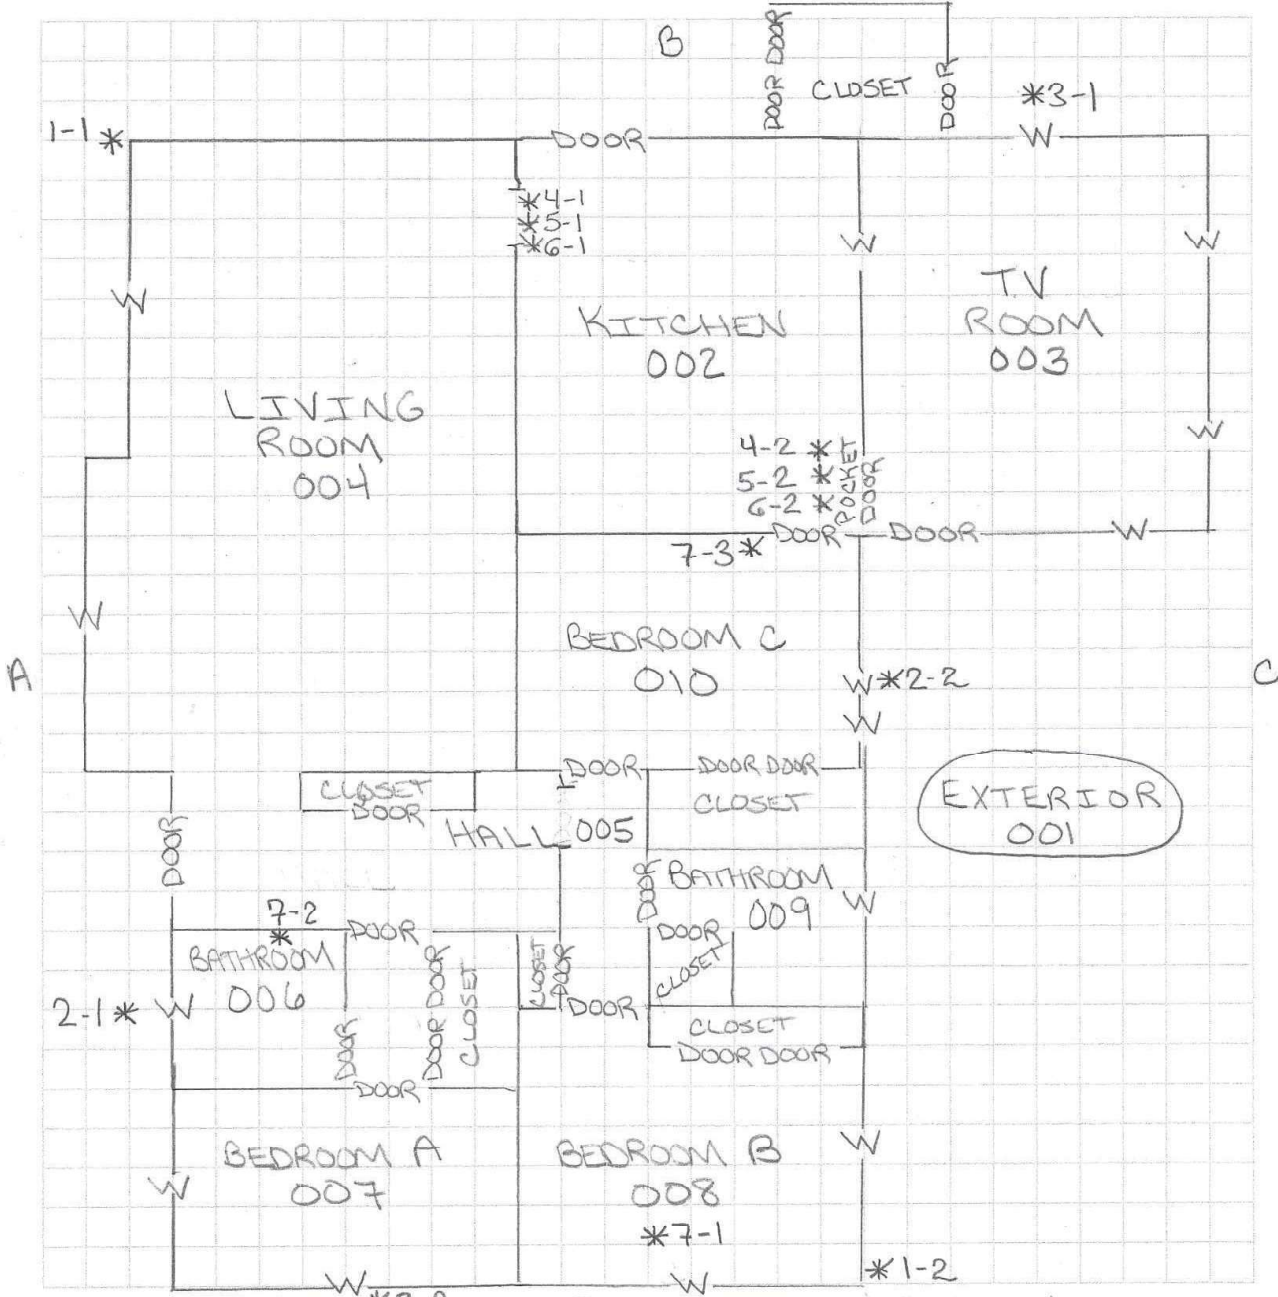 B
DOOR DOOR
CLOSET
DOOR
*3-1
1-1 *
DOOR
W
*4-1
*5-1
*6-1
W
W
W
KITCHEN
002
TV
ROOM
003
LIVING
ROOM
004
W
4-2 *
5-2 *
6-2 *
POCKET
DOOR
7-3 *
DOOR
DOOR
W
W
A
BEDROOM C
010
W *2-2
W
C
DOOR
DOOR DOOR
CLOSET
DOOR
CLOSET
EXTERIOR
001
HALL 005
DOOR
DOOR
BATHROOM
009
W
7-2
*
DOOR
BATHROOM
006
DOOR
CLOSET
CLOSET
DOOR
2-1 *
W
DOOR
DOOR DOOR
CLOSET
DOOR
CLOSET
DOOR DOOR
DOOR
BEDROOM A
007
BEDROOM B
008
W
W
*7-1
*1-2
W
W